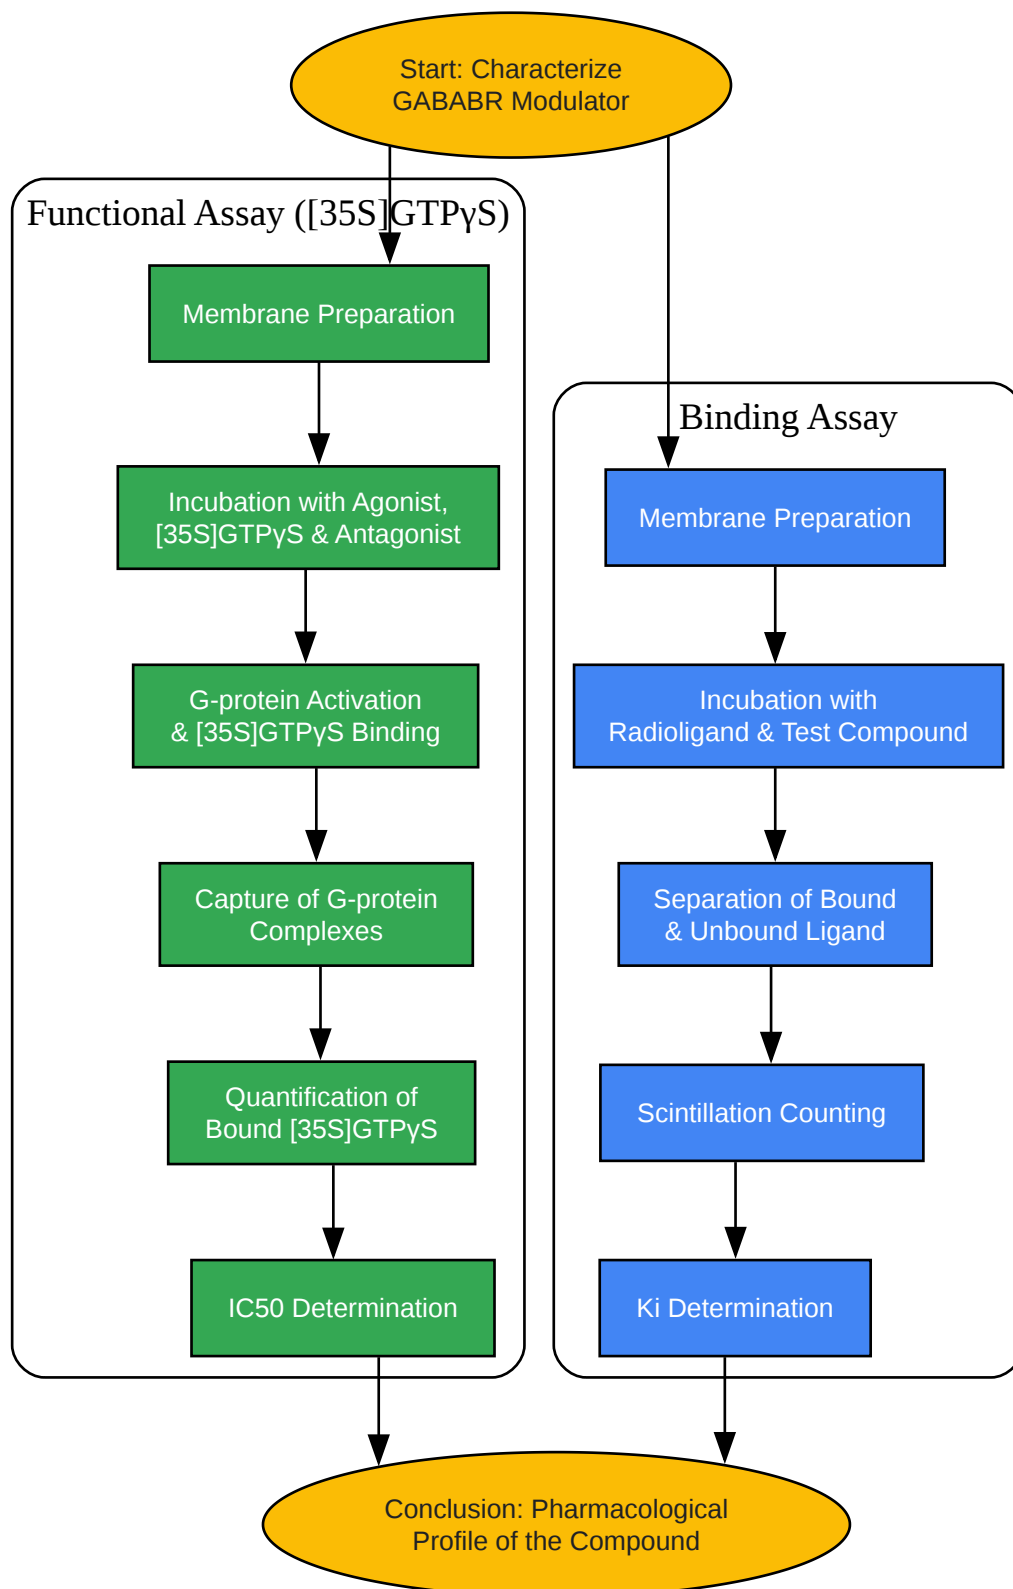 Start: Characterize
GABABR Modulator
Functional Assay ([35S]GTPγS)
Membrane Preparation
Incubation with Agonist,
[35S]GTPγS & Antagonist
G-protein Activation
& [35S]GTPγS Binding
Capture of G-protein
Complexes
Quantification of
Bound [35S]GTPγS
IC50 Determination
Binding Assay
Membrane Preparation
Incubation with
Radioligand & Test Compound
Separation of Bound
& Unbound Ligand
Scintillation Counting
Ki Determination
Conclusion: Pharmacological
Profile of the Compound